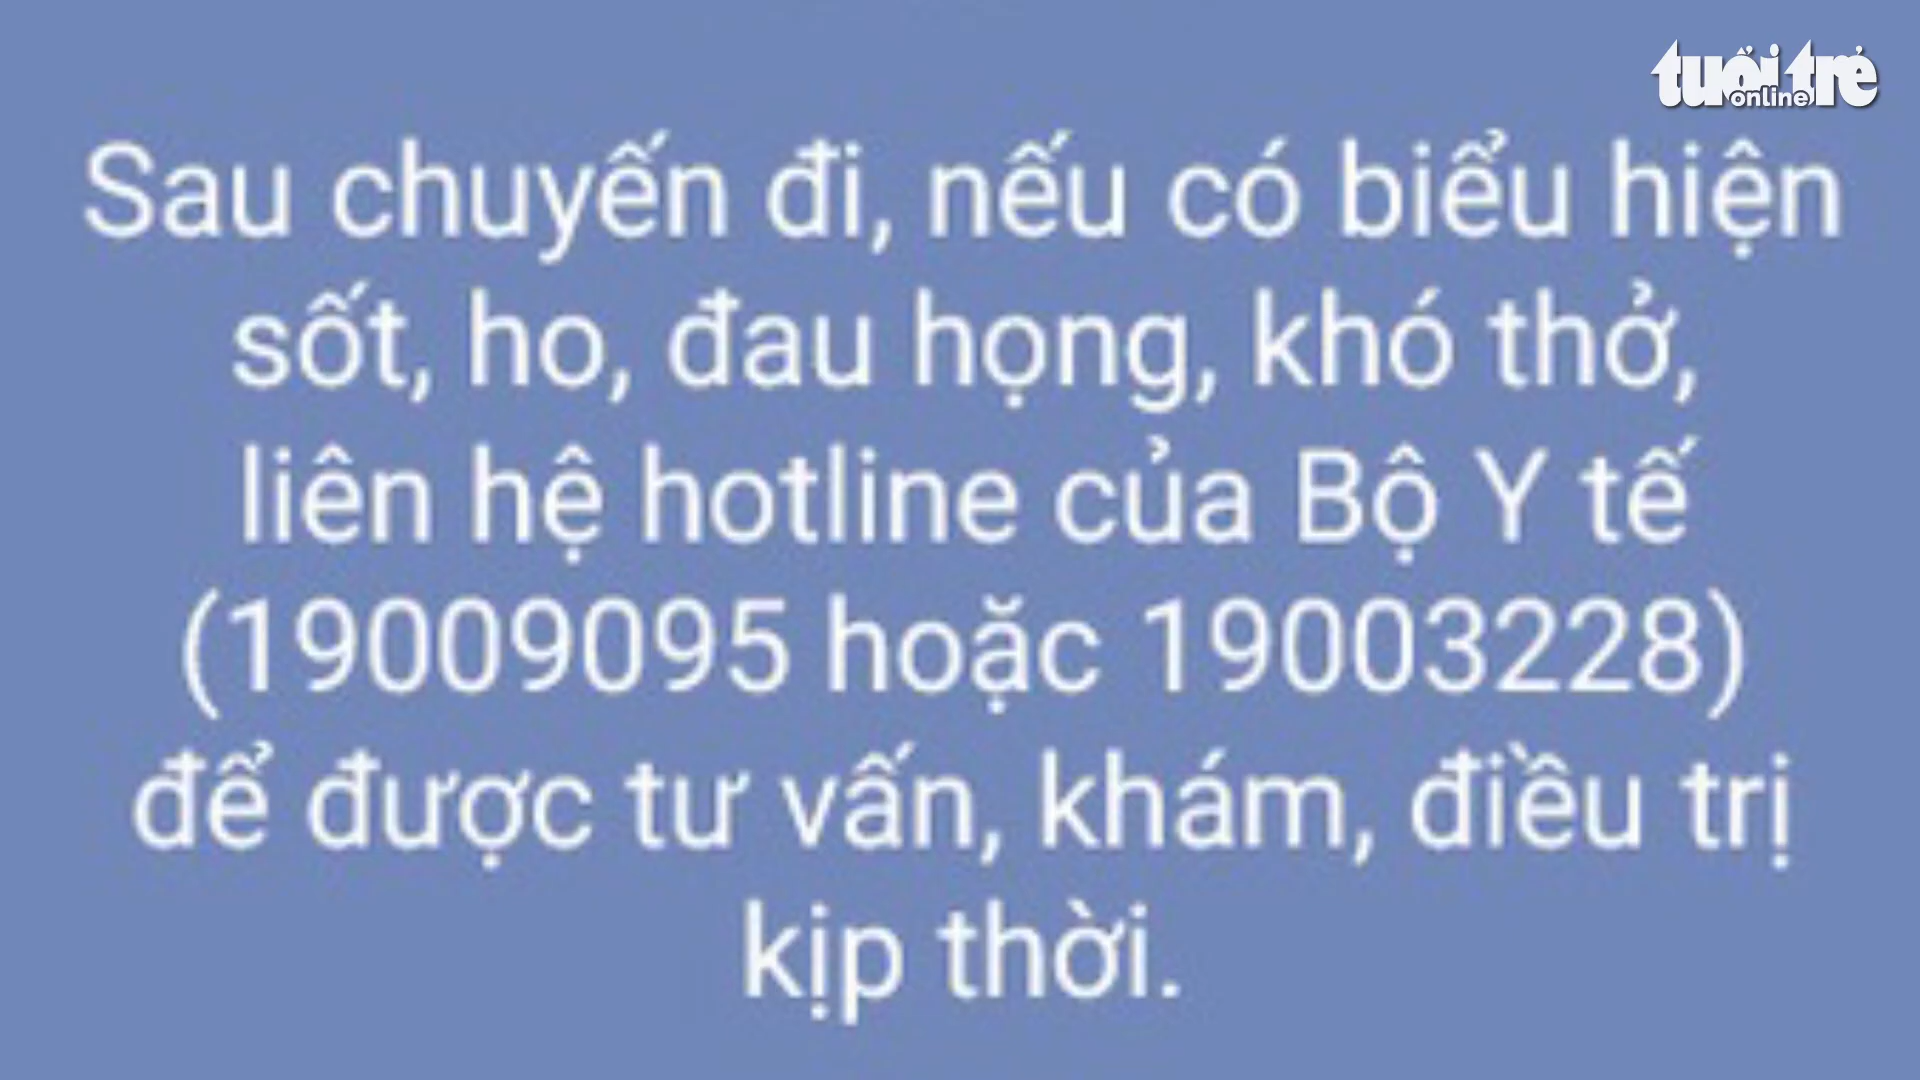 tuổi trẻ
online
Sau chuyến đi, nếu có biểu hiện
sốt, ho, đau họng, khó thở,
liên hệ hotline của Bộ Y tế
(19009095 hoặc 19003228)
để được tư vấn, khám, điều trị
kịp thời.